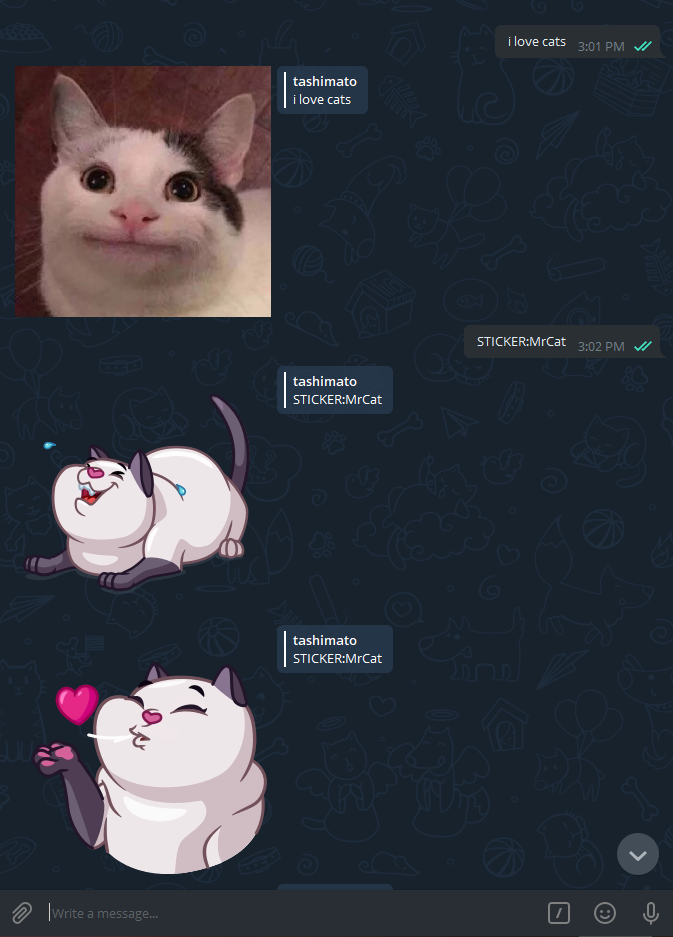 i love cats 3:01 PM
tashimato
i love cats
STICKER:MrCat 3:02 PM
tashimato
STICKER:MrCat
tashimato
STICKER:MrCat
Write a message...